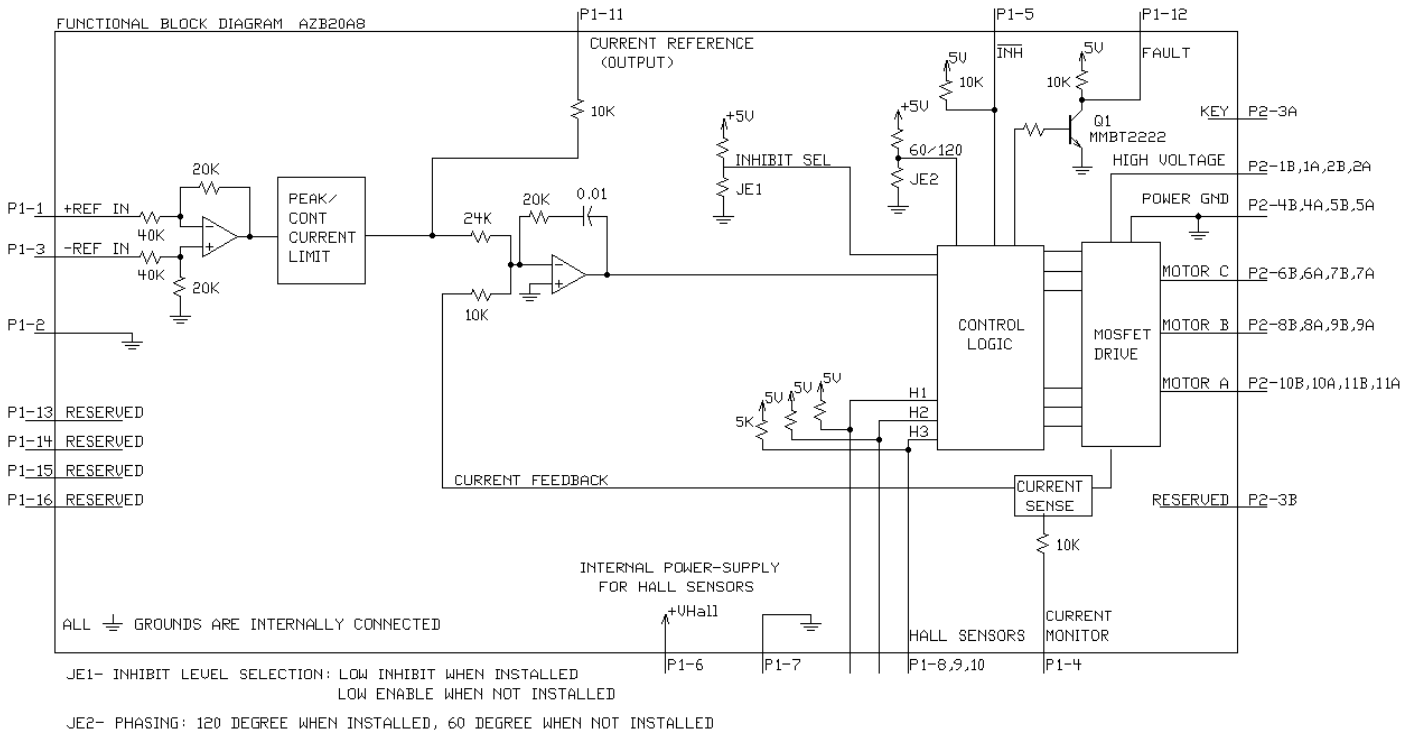 FUNCTIONAL BLOCK DIAGRAM AZB20A8
P1-11
P1-5
P1-12
CURRENT REFERENCE
(OUTPUT)
INH
FAULT
5V
10K
5V
10K
10K
KEY P2-3A
+5V
+5V
Q1
MMBT2222
60/120
INHIBIT SEL
HIGH VOLTAGE P2-1B,1A,2B,2A
JE1
JE2
20K
PEAK/
CONT
CURRENT
LIMIT
20K
0.01
POWER GND P2-4B,4A,5B,5A
P1-1 +REF IN
40K
24K
P1-3 -REF IN
40K
20K
10K
MOTOR C P2-6B,6A,7B,7A
P1-2
CONTROL
LOGIC
MOSFET
DRIVE
MOTOR B P2-8B,8A,9B,9A
MOTOR A P2-10B,10A,11B,11A
5V
5V
5V
5K
H1
H2
H3
P1-13 RESERVED
P1-14 RESERVED
P1-15 RESERVED
P1-16 RESERVED
CURRENT FEEDBACK
CURRENT
SENSE
RESERVED P2-3B
10K
INTERNAL POWER-SUPPLY
FOR HALL SENSORS
+VHall
ALL GROUNDS ARE INTERNALLY CONNECTED
HALL SENSORS
CURRENT
MONITOR
P1-6
P1-7
P1-8,9,10
P1-4
JE1- INHIBIT LEVEL SELECTION: LOW INHIBIT WHEN INSTALLED
LOW ENABLE WHEN NOT INSTALLED
JE2- PHASING: 120 DEGREE WHEN INSTALLED, 60 DEGREE WHEN NOT INSTALLED